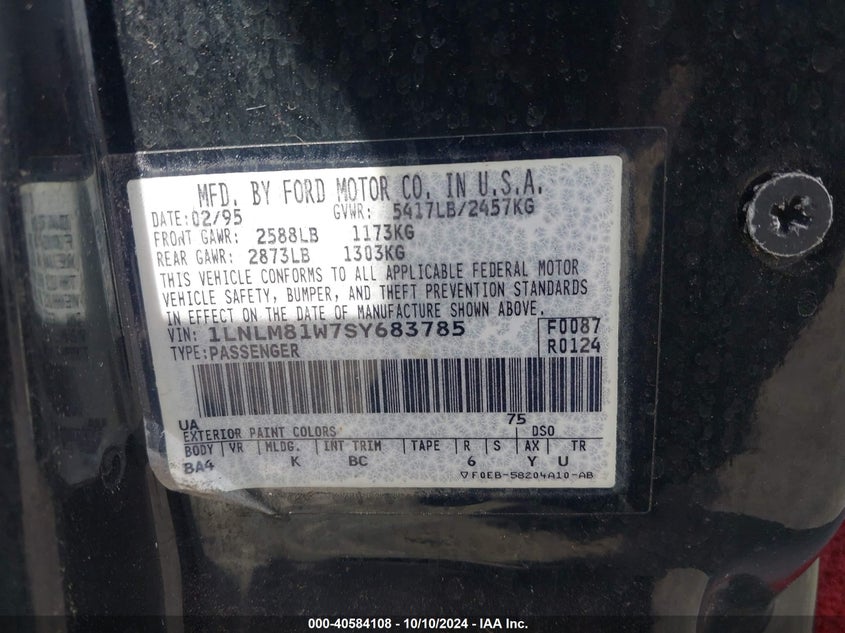 MFD. BY FORD MOTOR CO. IN U.S.A.
DATE: 02/95 GVWR: 5417LB/2457KG
FRONT GAWR: 2588LB 1173KG
REAR GAWR: 2873LB 1303KG
THIS VEHICLE CONFORMS TO ALL APPLICABLE FEDERAL MOTOR
VEHICLE SAFETY, BUMPER, AND THEFT PREVENTION STANDARDS
IN EFFECT ON THE DATE OF MANUFACTURE SHOWN ABOVE.
VIN: 1LNLM81W7SY683785 F0087
TYPE: PASSENGER R0124
UA 75
EXTERIOR PAINT COLORS DSO
BODY VR MLDG. INT TRIM TAPE R S AX TR
BA4 K BC 6 Y U
▽F0EB-58204A10-AB
000-40584108 - 10/10/2024 - IAA Inc.